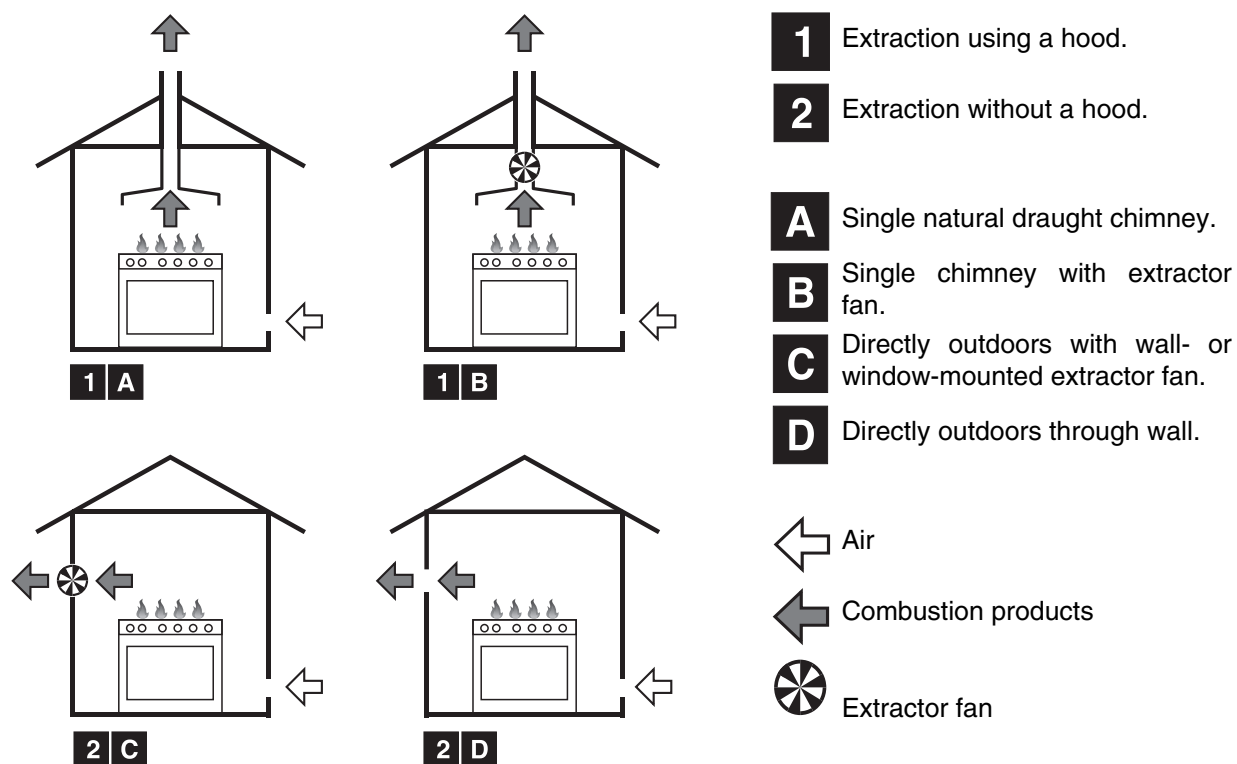 1 A
1 B
2 C
2 D
1 Extraction using a hood.
2 Extraction without a hood.
A Single natural draught chimney.
B Single chimney with extractor
fan.
C Directly outdoors with wall- or
window-mounted extractor fan.
D Directly outdoors through wall.
Air
Combustion products
Extractor fan